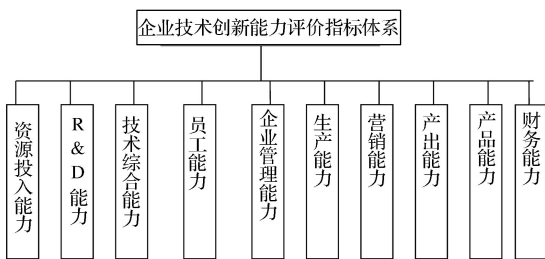 企业技术创新能力评价指标体系
资源投入能力
R&D能力
技术综合能力
员工能力
企业管理能力
生产能力
营销能力
产出能力
产品能力
财务能力